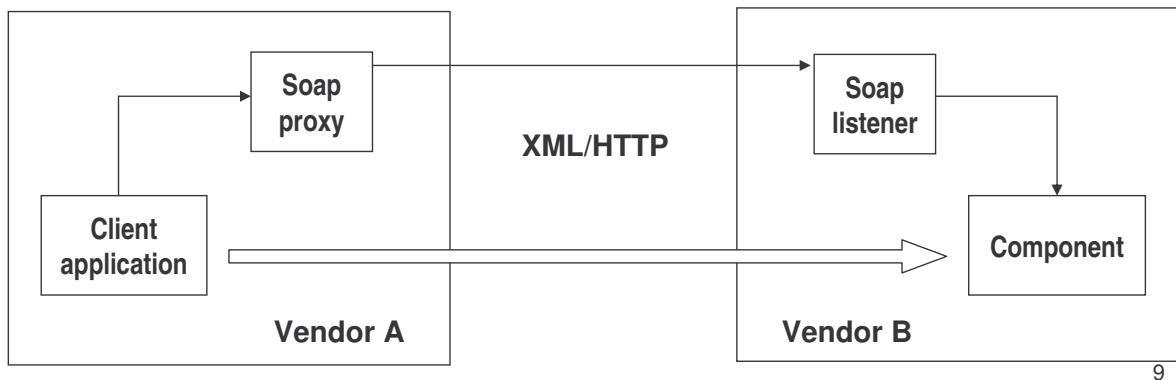 Soap
proxy
Soap
listener
XML/HTTP
Client
application
Component
Vendor A
Vendor B
9